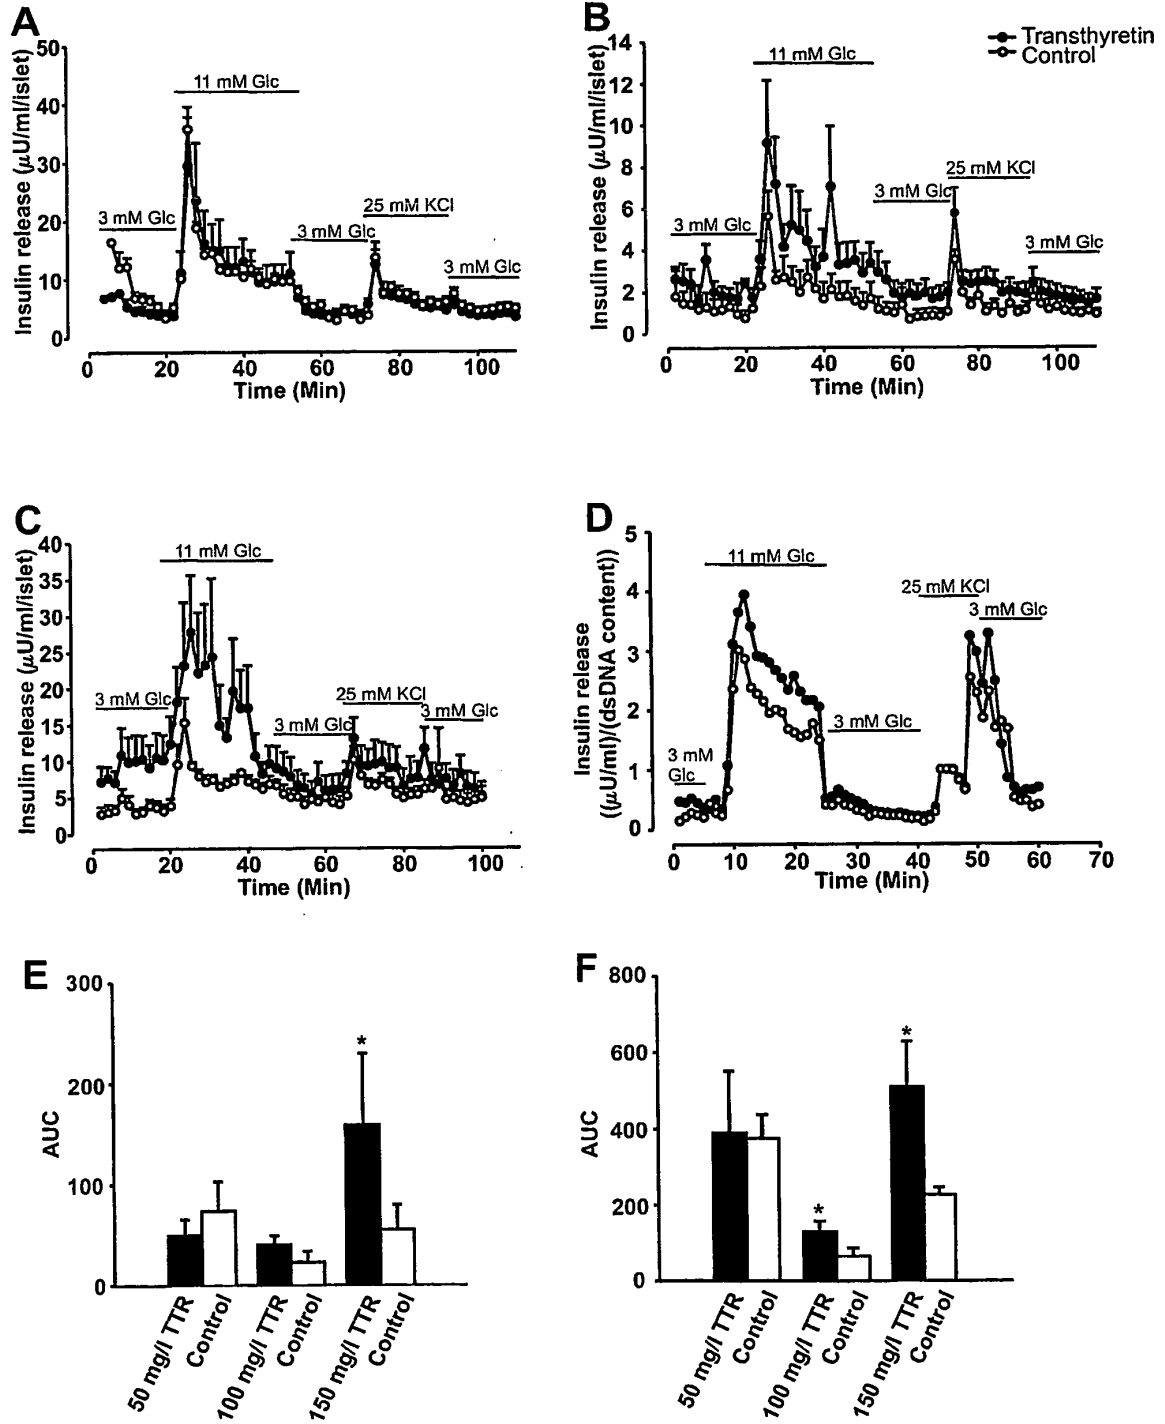 A
Insulin release (μU/ml/islet)
50
40
30
20
10
0
11 mM Glc
3 mM Glc
3 mM Glc
25 mM KCl
3 mM Glc
0 20 40 60 80 100
Time (Min)
B
Insulin release (μU/ml/islet)
14
12
10
8
6
4
2
0
Transthyretin
Control
11 mM Glc
3 mM Glc
3 mM Glc
25 mM KCl
3 mM Glc
0 20 40 60 80 100
Time (Min)
C
Insulin release (μU/ml/islet)
40
35
30
25
20
15
10
5
0
11 mM Glc
3 mM Glc
3 mM Glc
25 mM KCl
3 mM Glc
0 20 40 60 80 100
Time (Min)
D
Insulin release
((μU/ml)/(dsDNA content))
5
4
3
2
1
0
11 mM Glc
3 mM
Glc
3 mM Glc
25 mM KCl
3 mM Glc
0 10 20 30 40 50 60 70
Time (Min)
E
AUC
300
200
100
0
*
50 mg/l TTR
Control
100 mg/l TTR
Control
150 mg/l TTR
Control
F
AUC
800
600
400
200
0
*
*
50 mg/l TTR
Control
100 mg/l TTR
Control
150 mg/l TTR
Control